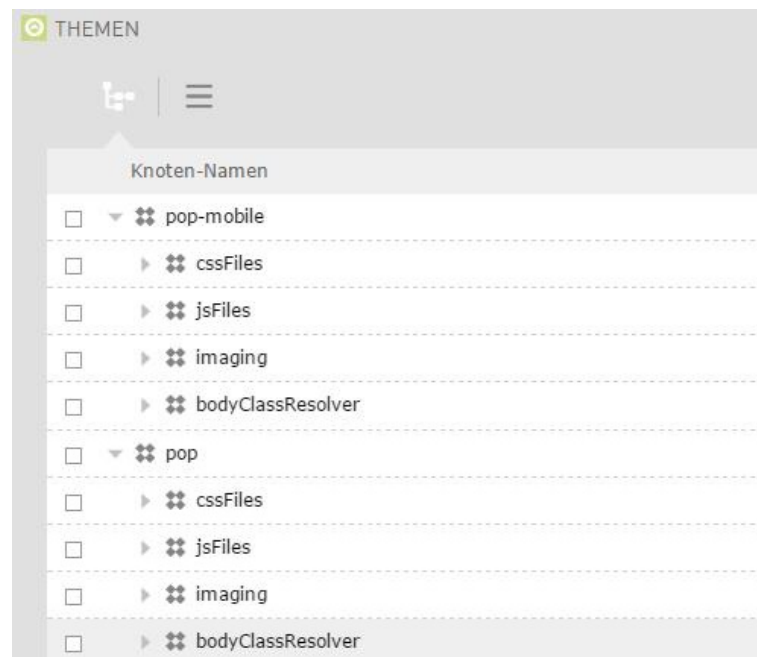 THEMEN
Knoten-Namen
pop-mobile
cssFiles
jsFiles
imaging
bodyClassResolver
pop
cssFiles
jsFiles
imaging
bodyClassResolver